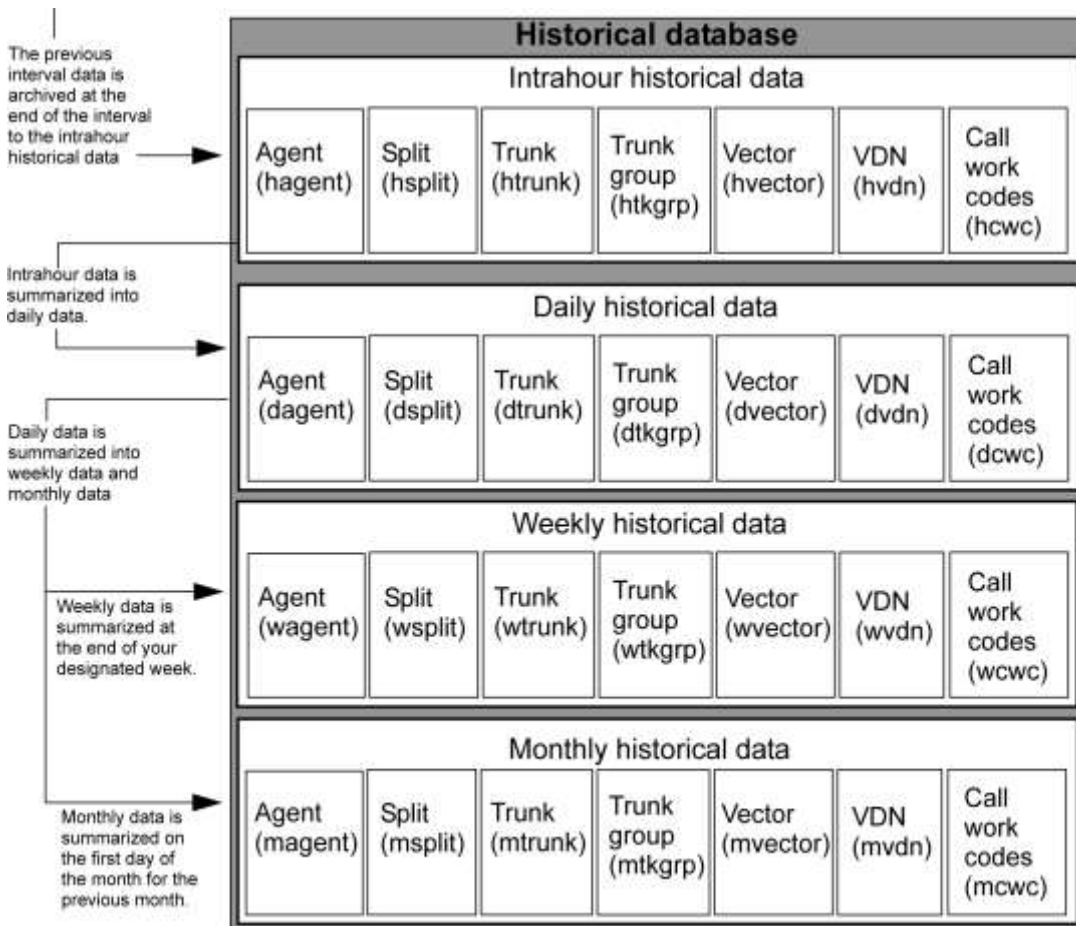 The previous
interval data is
archived at the
end of the interval
to the intrahour
historical data
Historical database
Intrahour historical data
Agent
(hagent)
Split
(hsplit)
Trunk
(htrunk)
Trunk
group
(htkgrp)
Vector
(hvector)
VDN
(hvdn)
Call
work
codes
(hcwc)
Intrahour data is
summarized into
daily data.
Daily historical data
Agent
(dagent)
Split
(dsplit)
Trunk
(dtrunk)
Trunk
group
(dtkgrp)
Vector
(dvector)
VDN
(dvdn)
Call
work
codes
(dcwc)
Daily data is
summarized into
weekly data and
monthly data
Weekly historical data
Agent
(wagent)
Split
(wsplit)
Trunk
(wtrunk)
Trunk
group
(wtkgrp)
Vector
(wvector)
VDN
(wvdn)
Call
work
codes
(wcwc)
Weekly data is
summarized at
the end of your
designated week.
Monthly historical data
Agent
(magent)
Split
(msplit)
Trunk
(mtrunk)
Trunk
group
(mtkgrp)
Vector
(mvector)
VDN
(mvdn)
Call
work
codes
(mcwc)
Monthly data is
summarized on
the first day of
the month for the
previous month.